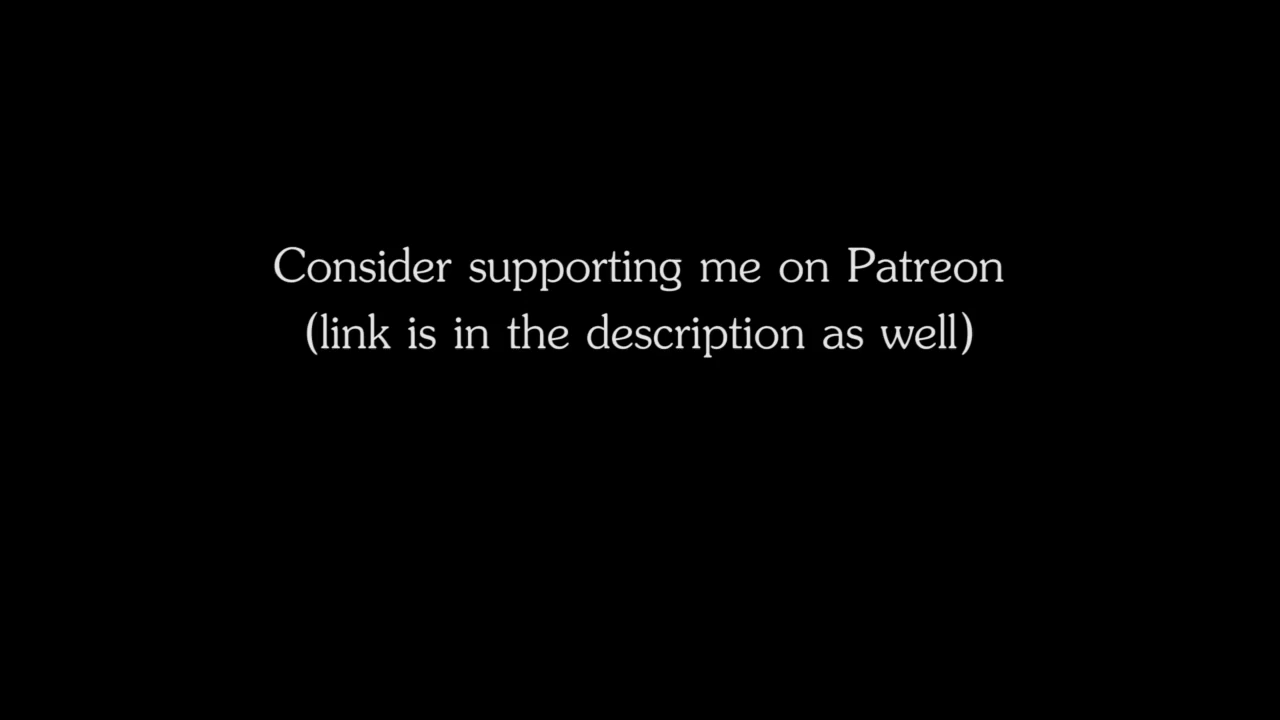 Consider supporting me on Patreon
(link is in the description as well)